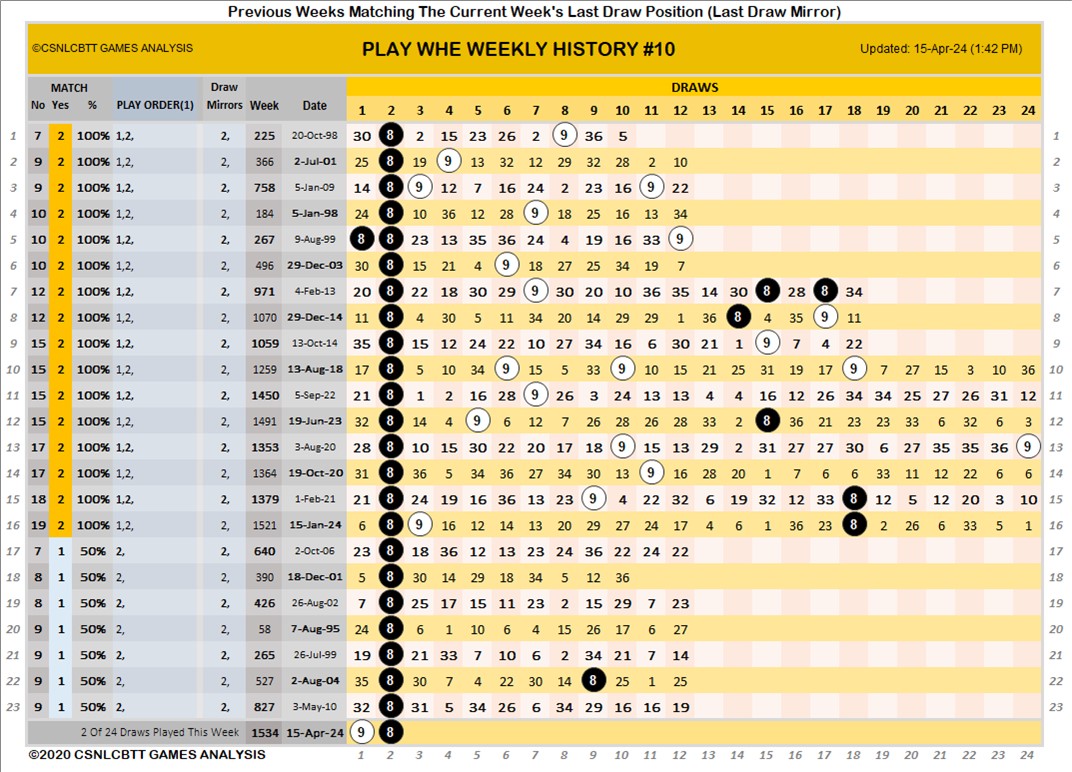 Previous Weeks Matching The Current Week's Last Draw Position (Last Draw Mirror)
©CSNLCBTT GAMES ANALYSIS PLAY WHE WEEKLY HISTORY #10 Updated: 15-Apr-24 (1:42 PM)
MATCH Draw DRAWS
No Yes % PLAY ORDER(1) Mirrors Week Date 1 2 3 4 5 6 7 8 9 10 11 12 13 14 15 16 17 18 19 20 21 22 23 24
1 7 2 100% 1,2, 2, 225 20-Oct-98 30 8 2 15 23 26 2 9 36 5 1
2 9 2 100% 1,2, 2, 366 2-Jul-01 25 8 19 9 13 32 12 29 32 28 2 10 2
3 9 2 100% 1,2, 2, 758 5-Jan-09 14 8 9 12 7 16 24 2 23 16 9 22 3
4 10 2 100% 1,2, 2, 184 5-Jan-98 24 8 10 36 12 28 9 18 25 16 13 34 4
5 10 2 100% 1,2, 2, 267 9-Aug-99 8 8 23 13 35 36 24 4 19 16 33 9 5
6 10 2 100% 1,2, 2, 496 29-Dec-03 30 8 15 21 4 9 18 27 25 34 19 7 6
7 12 2 100% 1,2, 2, 971 4-Feb-13 20 8 22 18 30 29 9 30 20 10 36 35 14 30 8 28 8 34 7
8 12 2 100% 1,2, 2, 1070 29-Dec-14 11 8 4 30 5 11 34 20 14 29 29 1 36 8 4 35 9 11 8
9 15 2 100% 1,2, 2, 1059 13-Oct-14 35 8 15 12 24 22 10 27 34 16 6 30 21 1 9 7 4 22 9
10 15 2 100% 1,2, 2, 1259 13-Aug-18 17 8 5 10 34 9 15 5 33 9 10 15 21 25 31 19 17 9 7 27 15 3 10 36 10
11 15 2 100% 1,2, 2, 1450 5-Sep-22 21 8 1 2 16 28 9 26 3 24 13 13 4 4 16 12 26 34 34 25 27 26 31 12 11
12 15 2 100% 1,2, 2, 1491 19-Jun-23 32 8 14 4 9 6 12 7 26 28 26 28 33 2 8 36 21 23 23 33 6 32 6 3 12
13 17 2 100% 1,2, 2, 1353 3-Aug-20 28 8 10 15 30 22 20 17 18 9 15 13 29 2 31 27 27 30 6 27 35 35 36 9 13
14 17 2 100% 1,2, 2, 1364 19-Oct-20 31 8 36 5 34 36 27 34 30 13 9 16 28 20 1 7 6 6 33 11 12 22 6 6 14
15 18 2 100% 1,2, 2, 1379 1-Feb-21 21 8 24 19 16 36 13 23 9 4 22 32 6 19 32 12 33 8 12 5 12 20 3 10 15
16 19 2 100% 1,2, 2, 1521 15-Jan-24 6 8 9 16 12 14 13 20 29 27 24 17 4 6 1 36 23 8 2 26 6 33 5 1 16
17 7 1 50% 2, 2, 640 2-Oct-06 23 8 18 36 12 13 23 24 36 22 24 22 17
18 8 1 50% 2, 2, 390 18-Dec-01 5 8 30 14 29 18 34 5 12 36 18
19 8 1 50% 2, 2, 426 26-Aug-02 7 8 25 17 15 11 23 2 15 29 7 23 19
20 9 1 50% 2, 2, 58 7-Aug-95 24 8 6 1 10 6 4 15 26 17 6 27 20
21 9 1 50% 2, 2, 265 26-Jul-99 19 8 21 33 7 10 6 2 34 21 7 14 21
22 9 1 50% 2, 2, 527 2-Aug-04 35 8 30 7 4 22 30 14 8 25 1 25 22
23 9 1 50% 2, 2, 827 3-May-10 32 8 31 5 34 26 6 34 29 16 16 19 23
2 Of 24 Draws Played This Week 1534 15-Apr-24 9 8
©2020 CSNLCBTT GAMES ANALYSIS 1 2 3 4 5 6 7 8 9 10 11 12 13 14 15 16 17 18 19 20 21 22 23 24